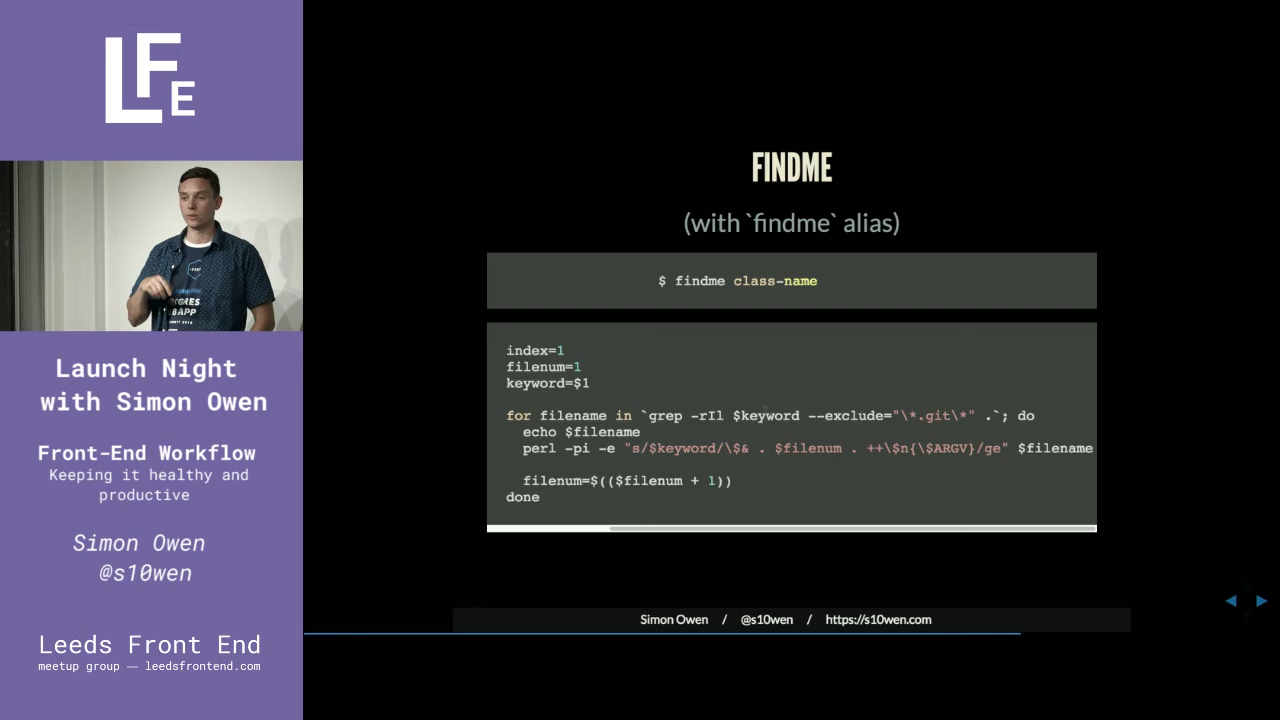 LFE
Launch Night
with Simon Owen
Front-End Workflow
Keeping it healthy and
productive
Simon Owen
@s10wen
Leeds Front End
meetup group — leedsfrontend.com
FINDME
(with `findme` alias)
$ findme class-name
index=1
filenum=1
keyword=$1
for filename in `grep -rIl $keyword --exclude="\*.git\*" .`; do
echo $filename
perl -pi -e "s/$keyword/\$& . $filenum . ++\$n{\$ARGV}/ge" $filename
filenum=$(($filenum + 1))
done
Simon Owen / @s10wen / https://s10wen.com